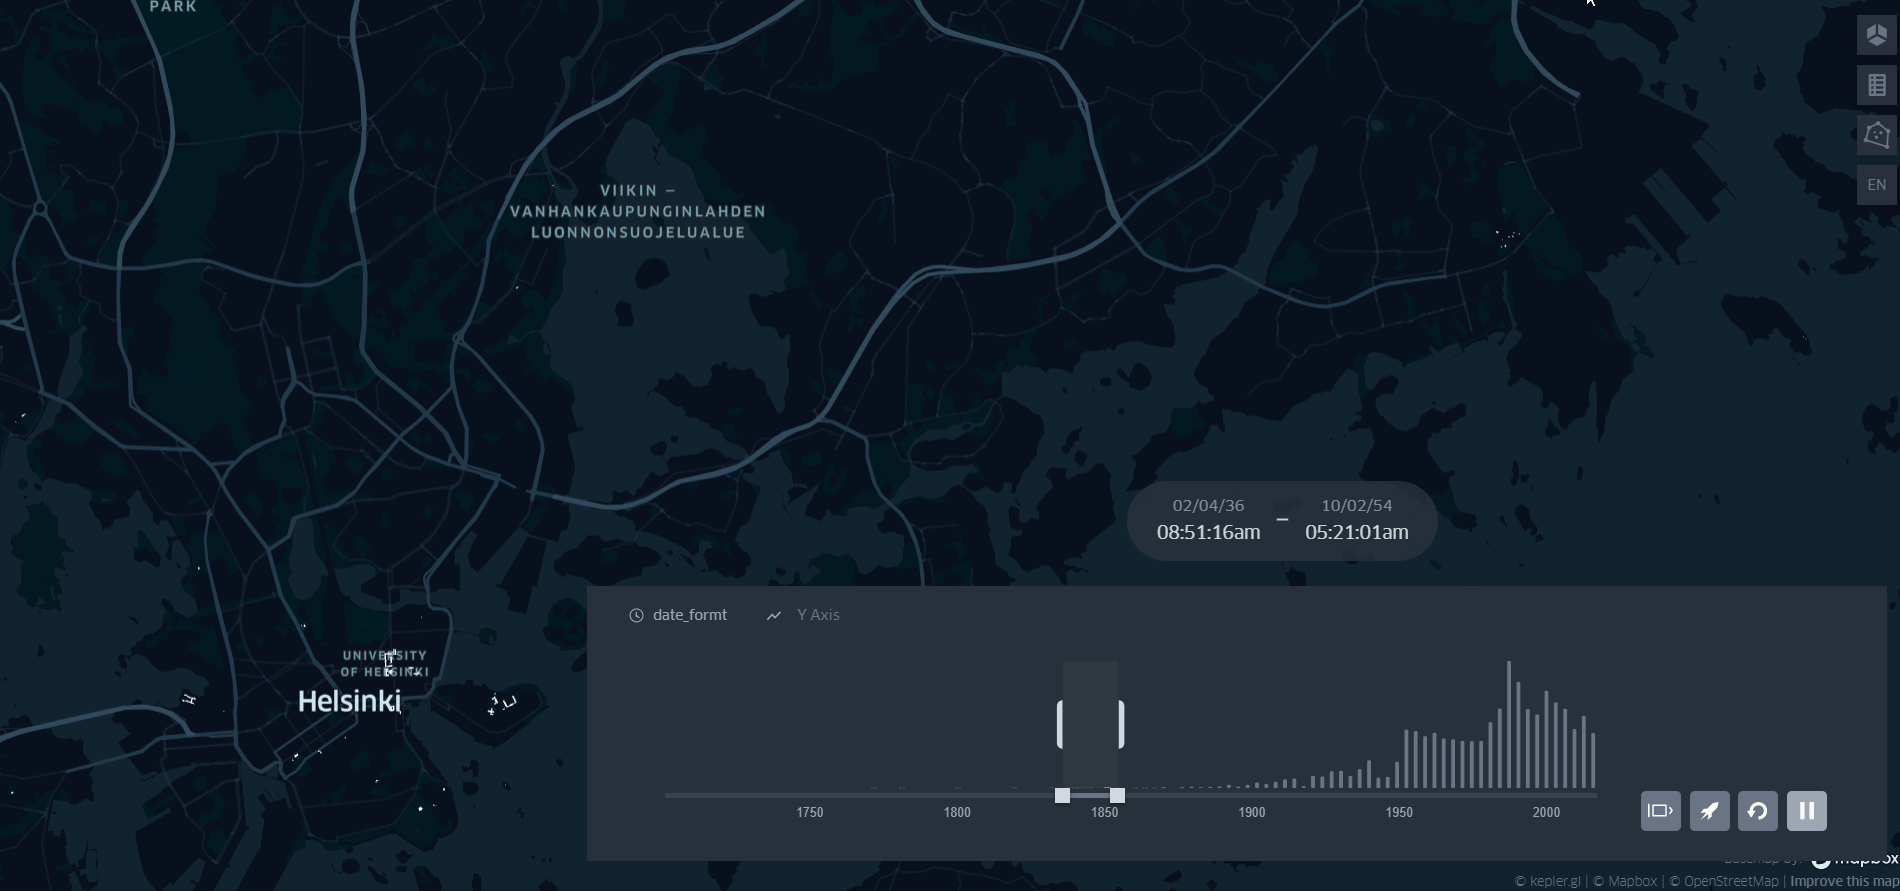 PARK
EN
VIIKIN –
VANHANKAUPUNGINLAHDEN
LUONNONSUOJELUALUE
02/04/36
08:51:16am
–
10/02/54
05:21:01am
date_formt
Y Axis
UNIVERSITY
OF HELSINKI
Helsinki
1750
1800
1850
1900
1950
2000
Basemap by:
mapbox
© kepler.gl | © Mapbox | © OpenStreetMap | Improve this map